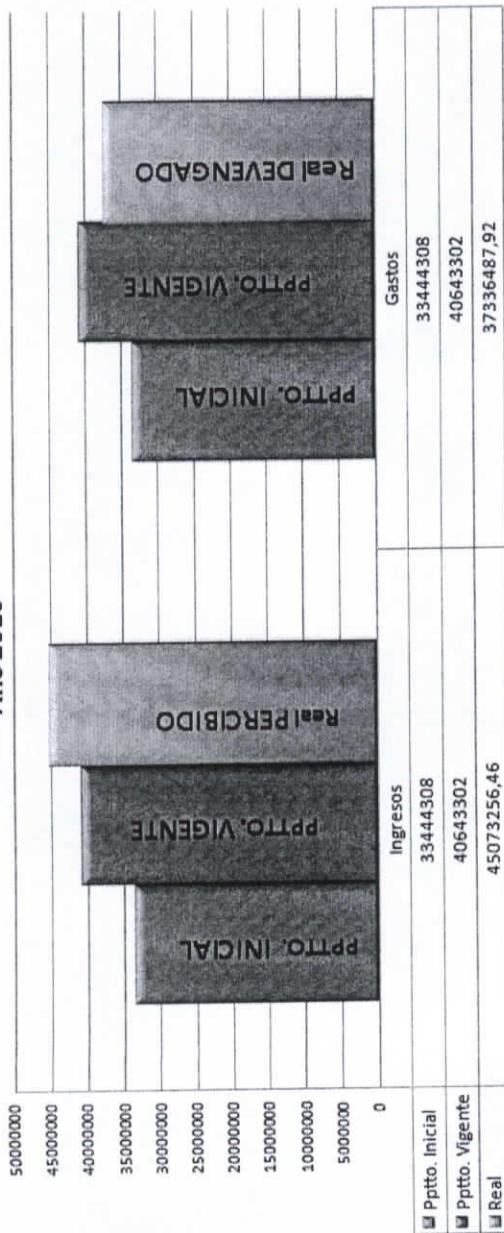 50000000
45000000
40000000
35000000
30000000
25000000
20000000
15000000
10000000
5000000
0
PPTTO. INICIAL
PPTTO. VIGENTE
Real PERCIBIDO
PPTTO. INICIAL
PPTTO. VIGENTE
Real DEVENGADO
Ingresos Gastos
Pptto. Inicial 33444308 33444308
Pptto. Vigente 40643302 40643302
Real 45073256,46 37336487,92